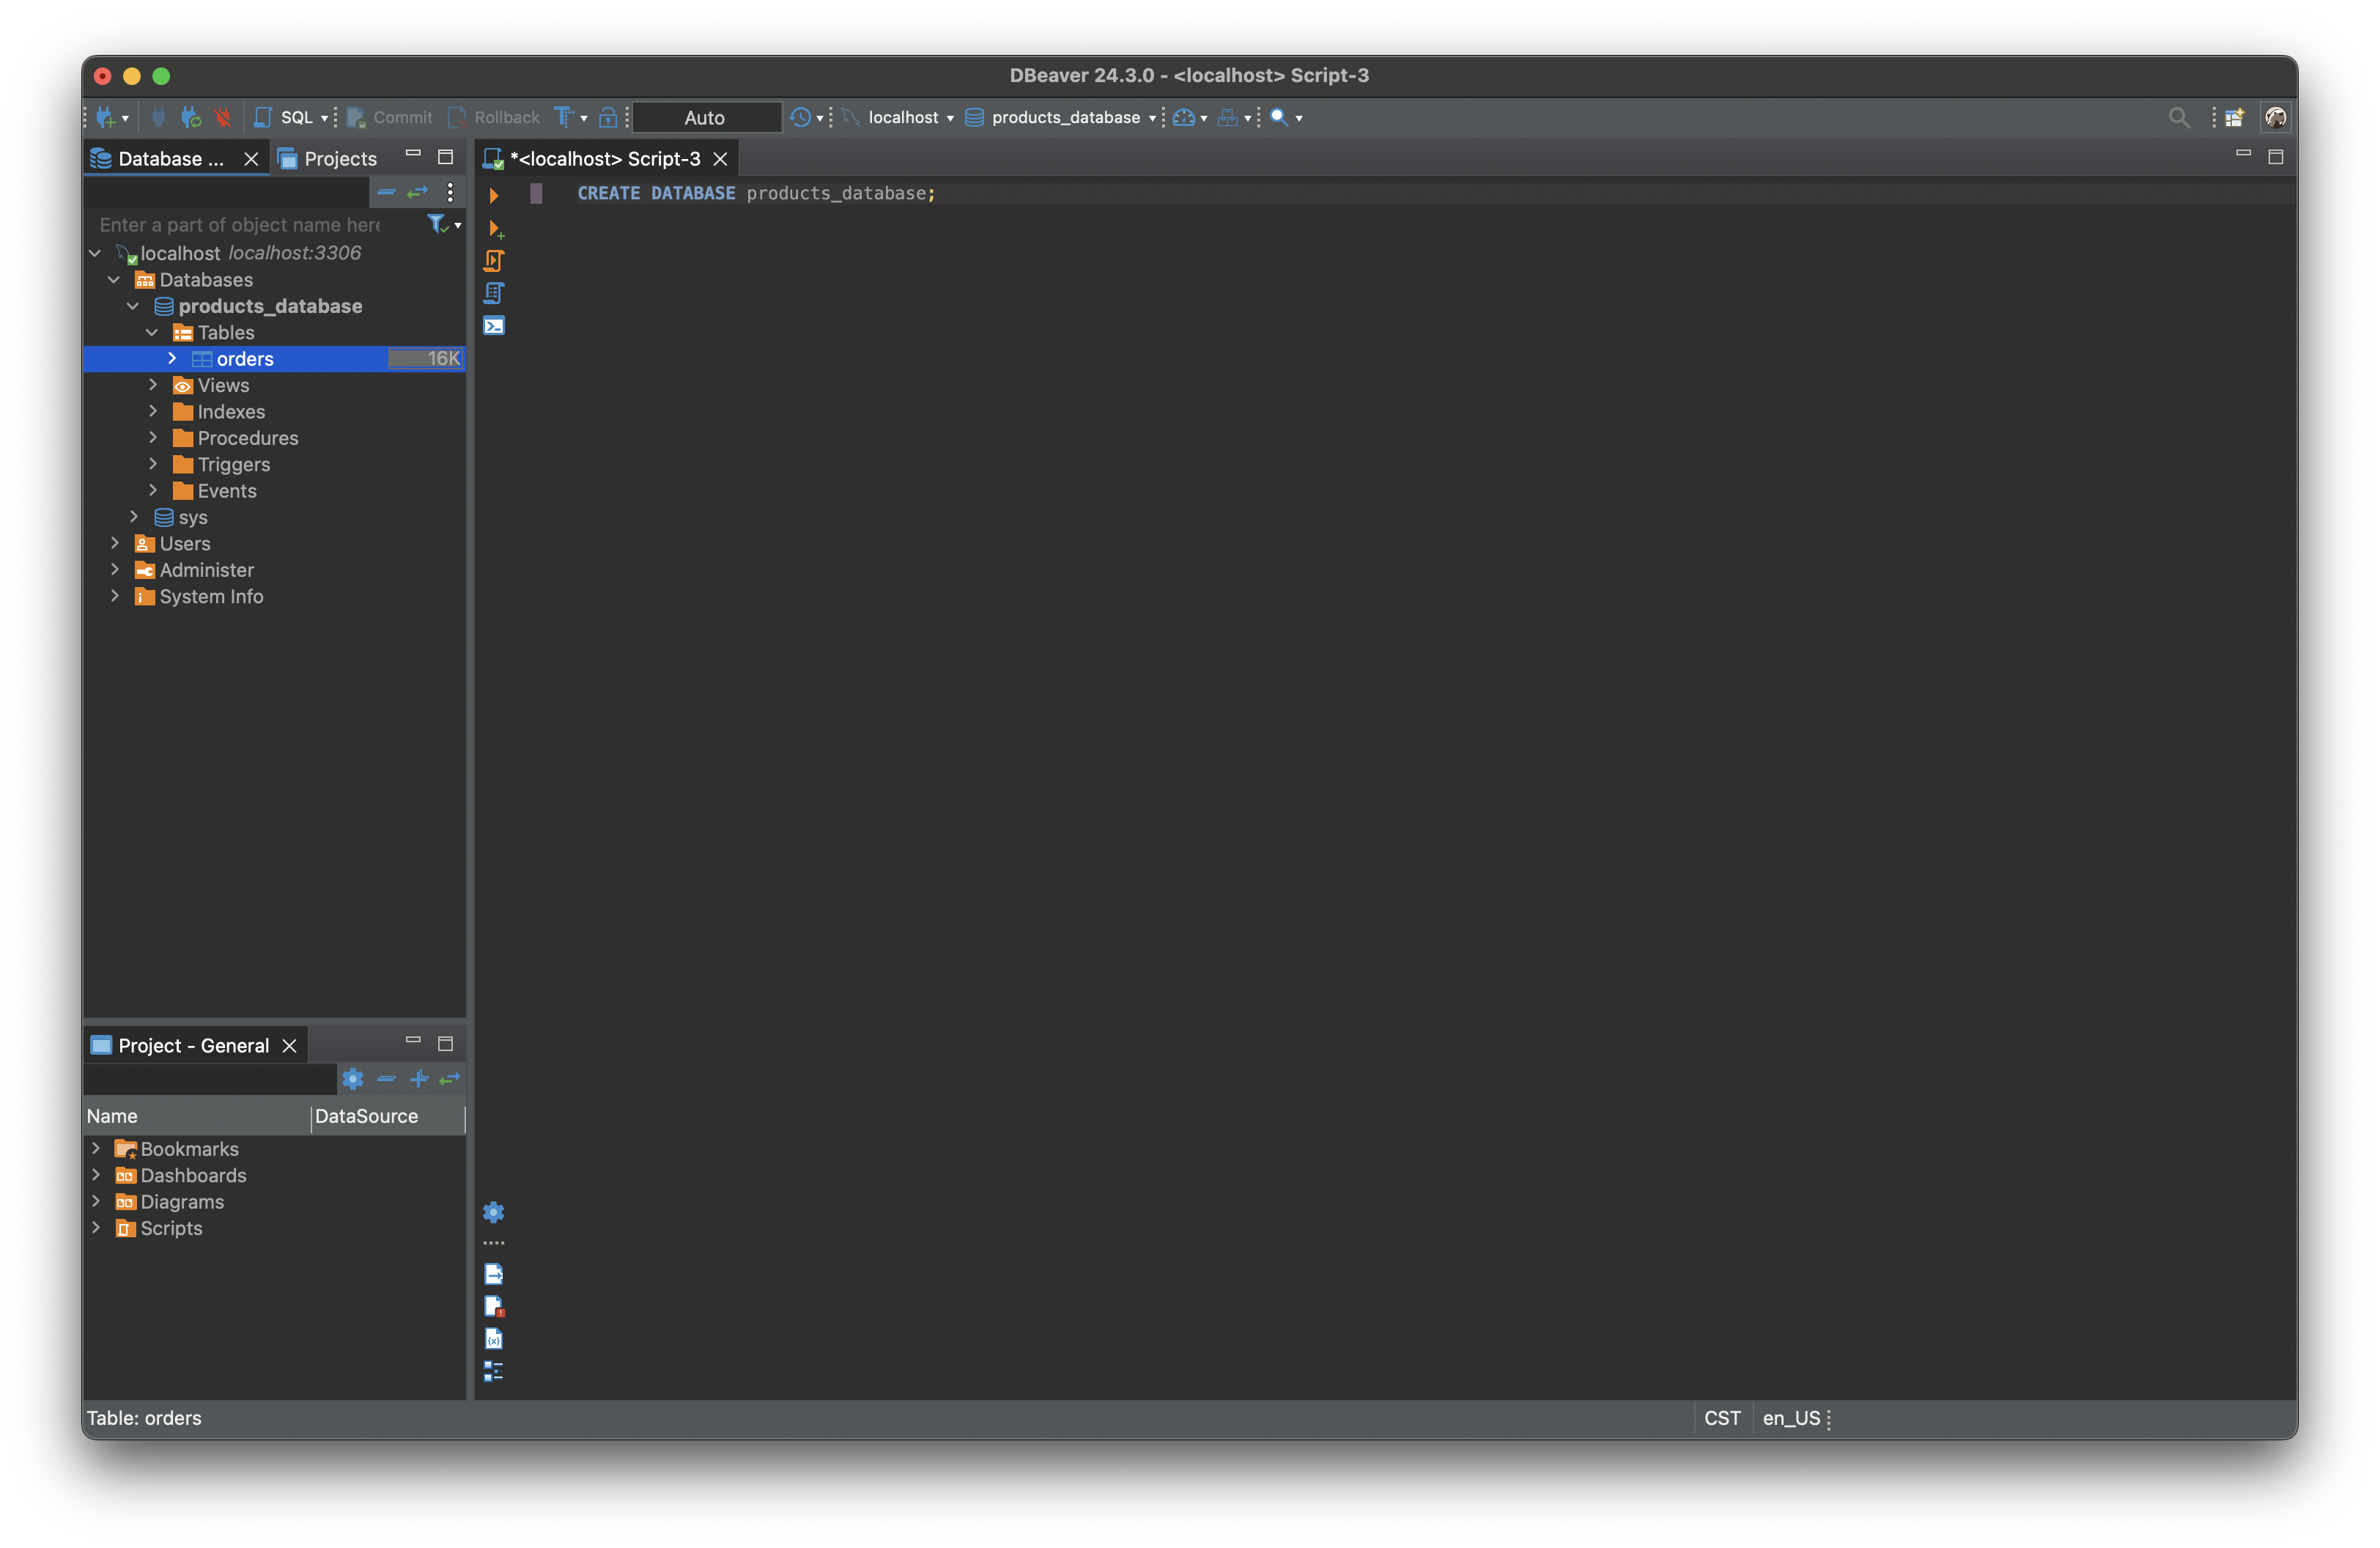 DBeaver 24.3.0 - <localhost> Script-3
SQL Commit Rollback Auto localhost products_database
Database ... Projects
*<localhost> Script-3
Enter a part of object name here
localhost localhost:3306
Databases
products_database
Tables
orders 16K
Views
Indexes
Procedures
Triggers
Events
sys
Users
Administer
System Info
CREATE DATABASE products_database;
Project - General
Name DataSource
Bookmarks
Dashboards
Diagrams
Scripts
Table: orders
CST en_US